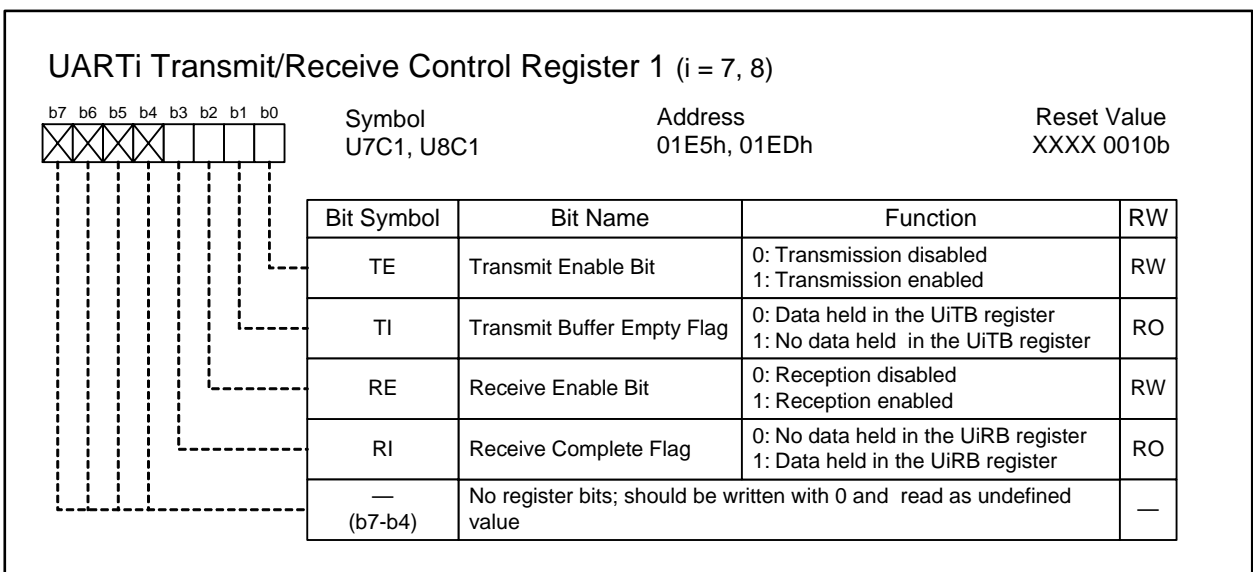 UARTi Transmit/Receive Control Register 1 (i = 7, 8)
b7 b6 b5 b4 b3 b2 b1 b0
Symbol Address Reset Value
U7C1, U8C1 01E5h, 01EDh XXXX 0010b
Bit Symbol Bit Name Function RW
TE Transmit Enable Bit 0: Transmission disabled
1: Transmission enabled RW
TI Transmit Buffer Empty Flag 0: Data held in the UiTB register
1: No data held in the UiTB register RO
RE Receive Enable Bit 0: Reception disabled
1: Reception enabled RW
RI Receive Complete Flag 0: No data held in the UiRB register
1: Data held in the UiRB register RO
— No register bits; should be written with 0 and read as undefined
(b7-b4) value —